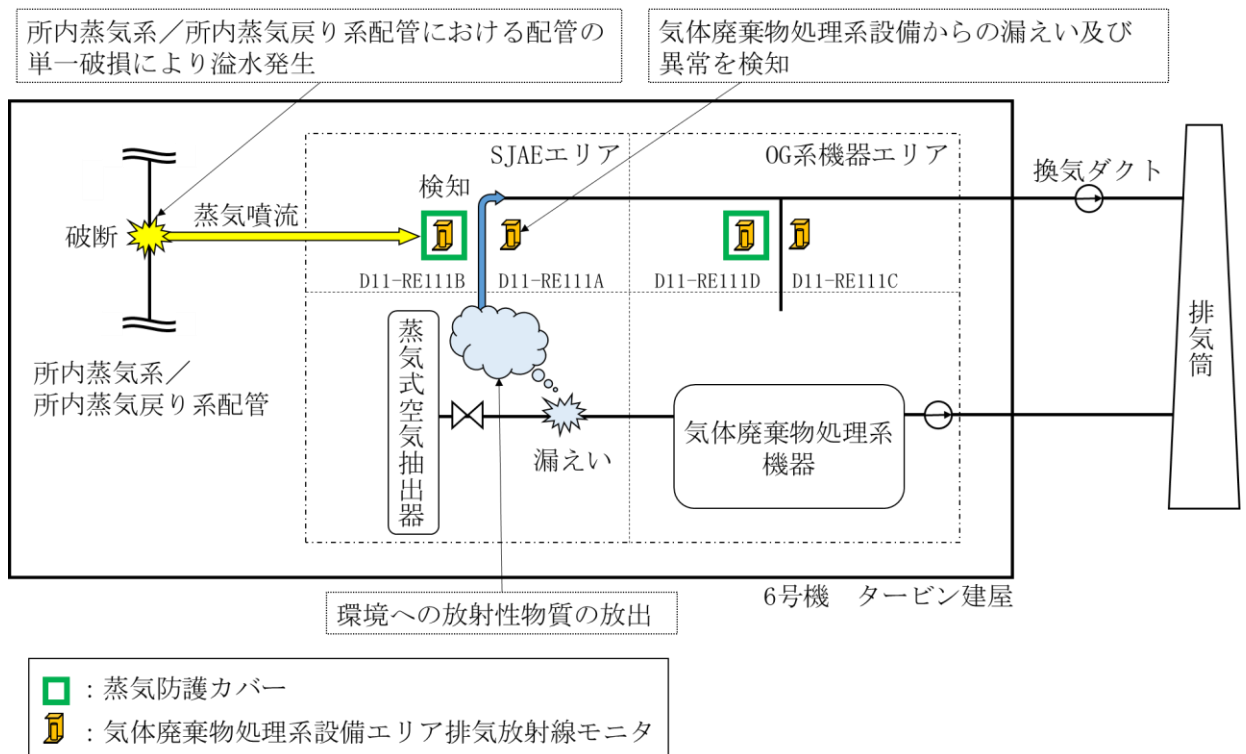 所内蒸気系／所内蒸気戻り系配管における配管の
単一破損により溢水発生
気体廃棄物処理系設備からの漏えい及び
異常を検知
SJAEエリア
OG系機器エリア
換気ダクト
検知
蒸気噴流
破断
D11-RE111B
D11-RE111A
D11-RE111D
D11-RE111C
排気筒
蒸気式空気抽出器
所内蒸気系／
所内蒸気戻り系配管
気体廃棄物処理系
機器
漏えい
環境への放射性物質の放出
6号機　タービン建屋
：蒸気防護カバー
：気体廃棄物処理系設備エリア排気放射線モニタ